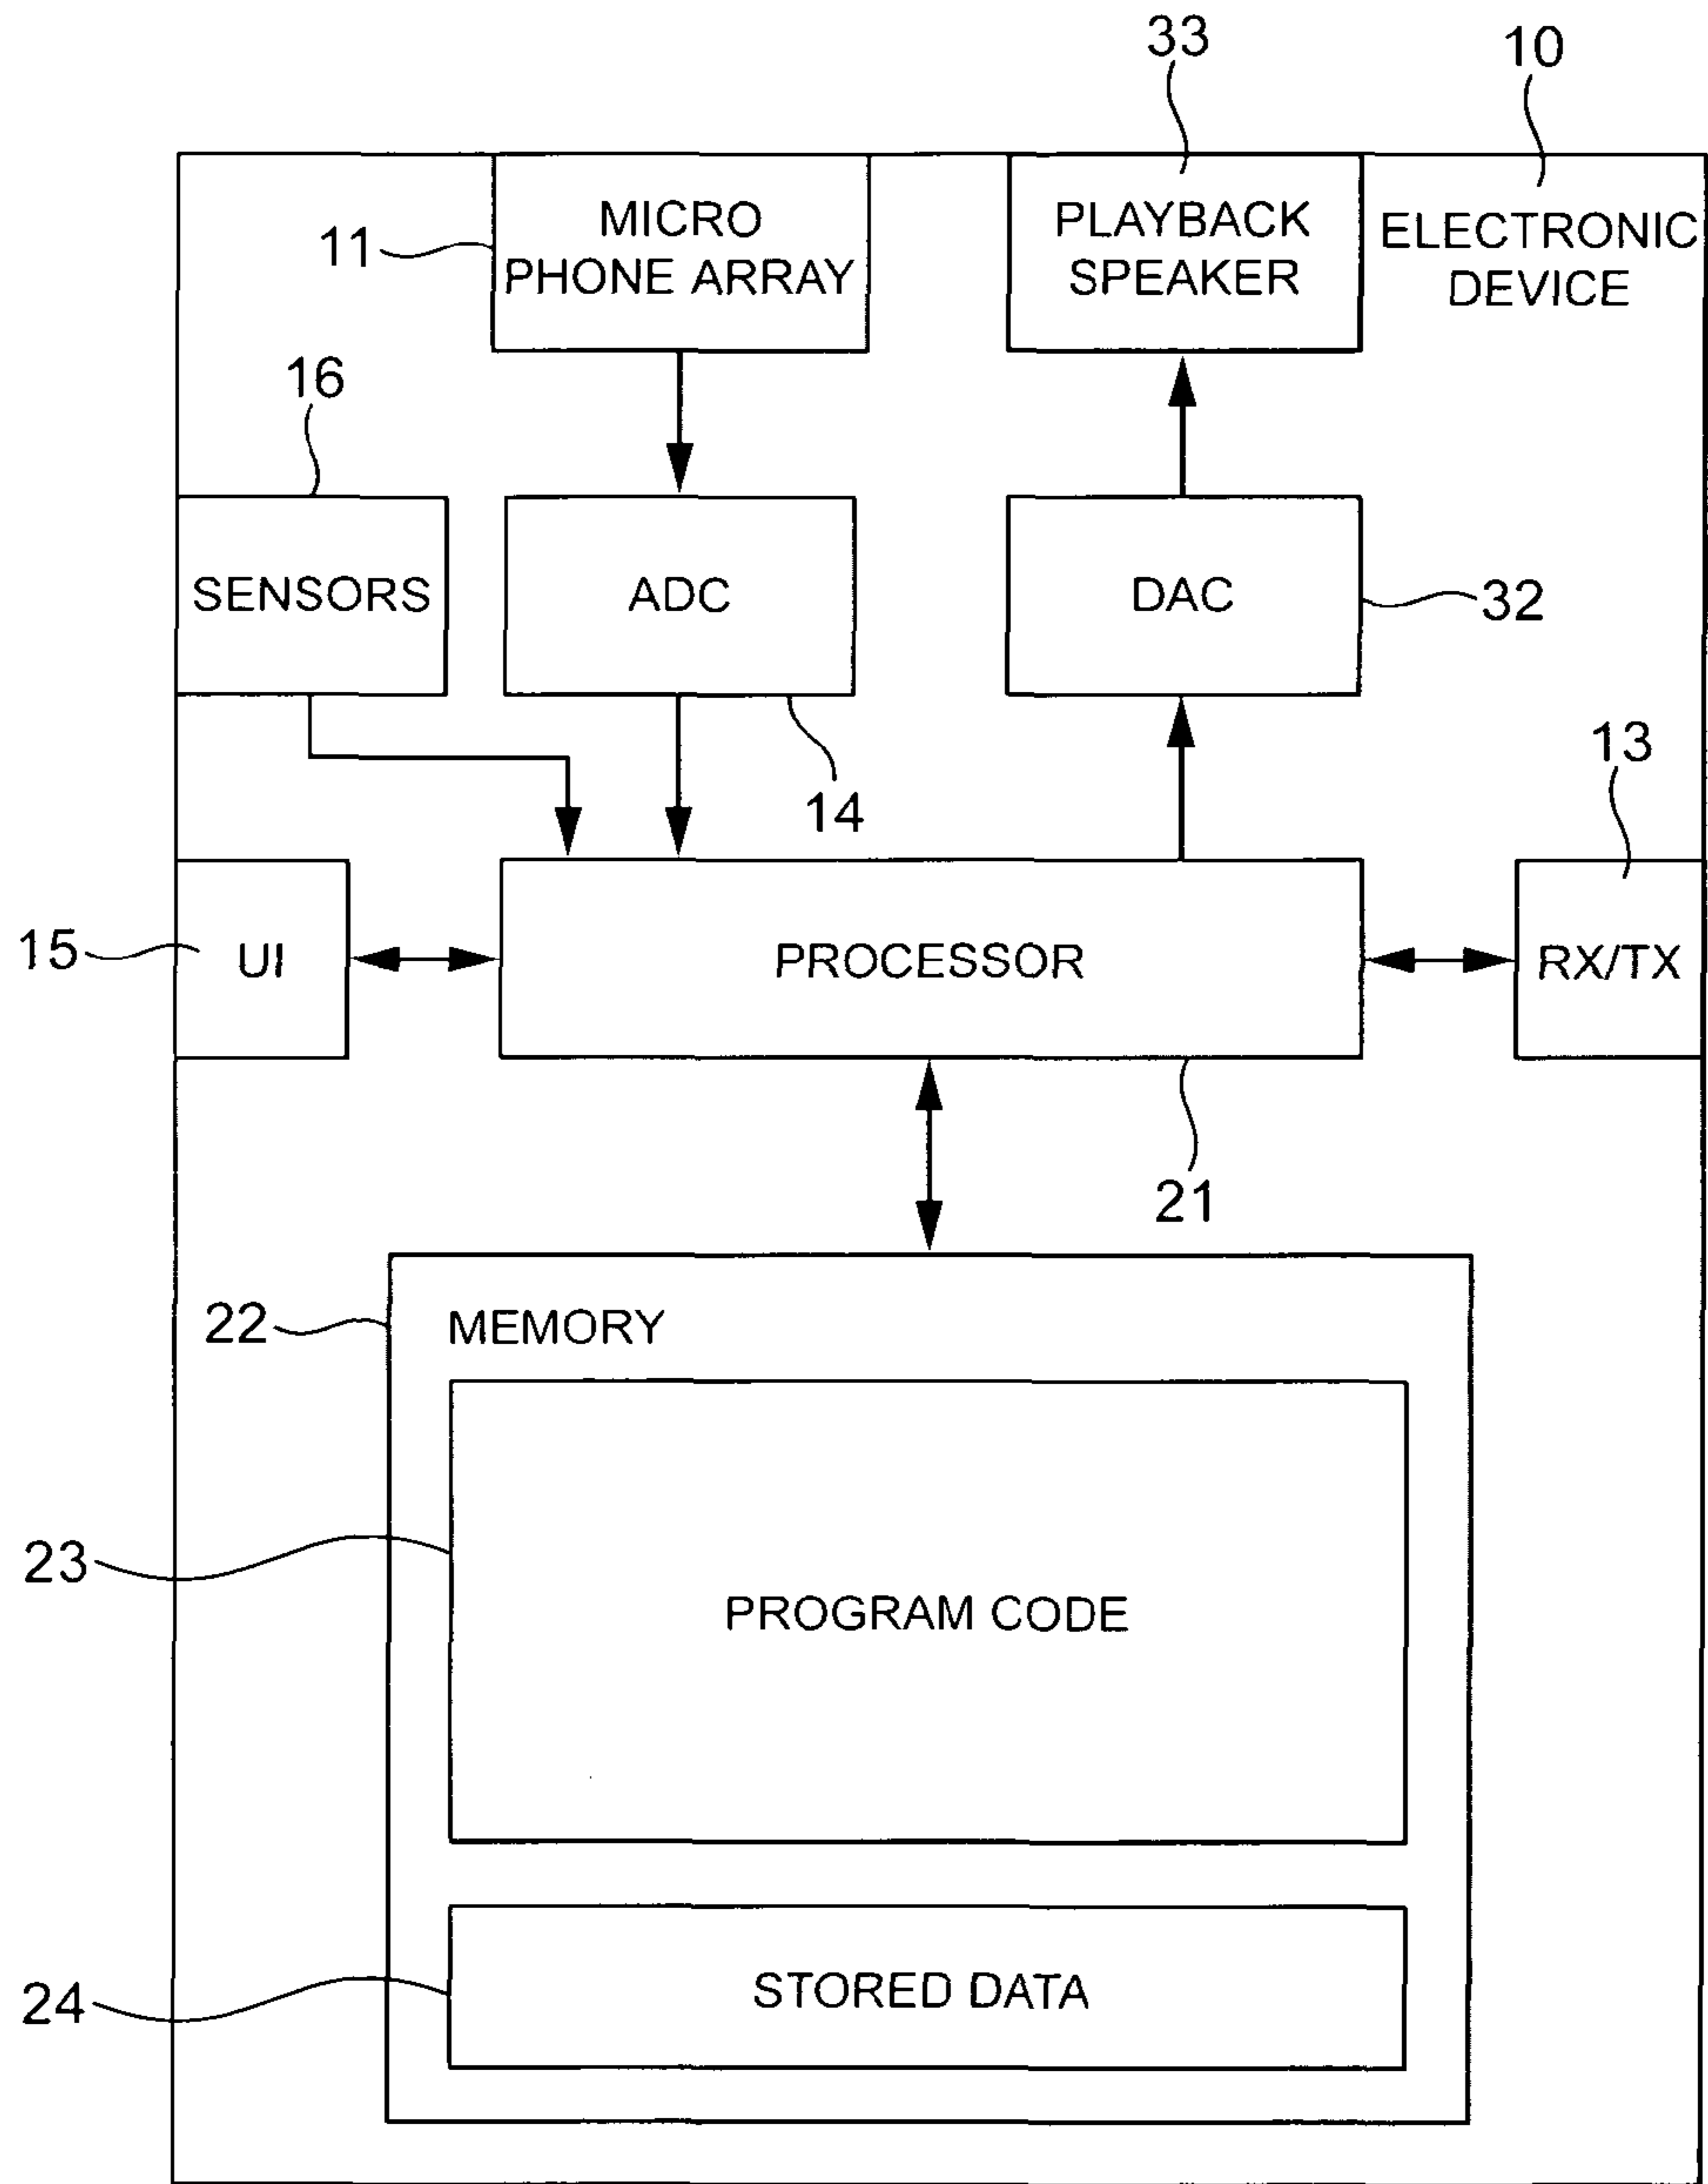 33
10
MICRO
PHONE ARRAY
PLAYBACK
SPEAKER
ELECTRONIC
DEVICE
11
16
SENSORS
ADC
DAC
32
14
13
15
UI
PROCESSOR
RX/TX
21
22
MEMORY
23
PROGRAM CODE
24
STORED DATA